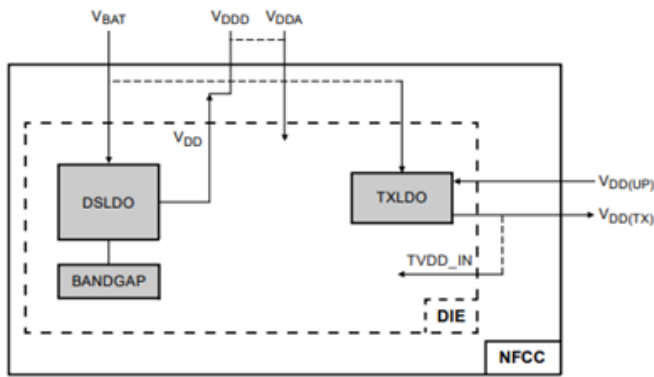 VBAT
VDDD
VDDA
VDD
DSLDO
TXLDO
VDD(UP)
VDD(TX)
TVDD_IN
BANDGAP
DIE
NFCC